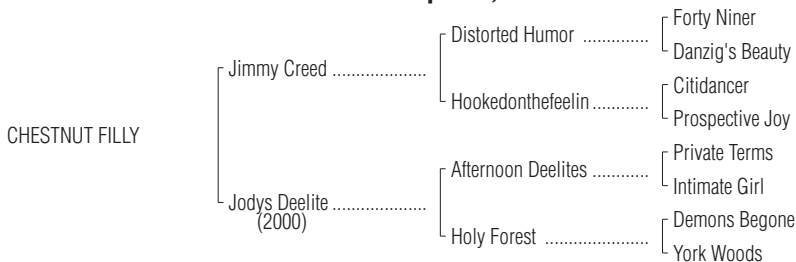 Forty Niner
Distorted Humor ..............
Danzig's Beauty
Jimmy Creed ....................
Citidancer
Hookedonthefeelin ............
Prospective Joy
CHESTNUT FILLY
Private Terms
Afternoon Deelites ............
Intimate Girl
Jodys Deelite ....................
(2000)
Demons Begone
Holy Forest ......................
York Woods